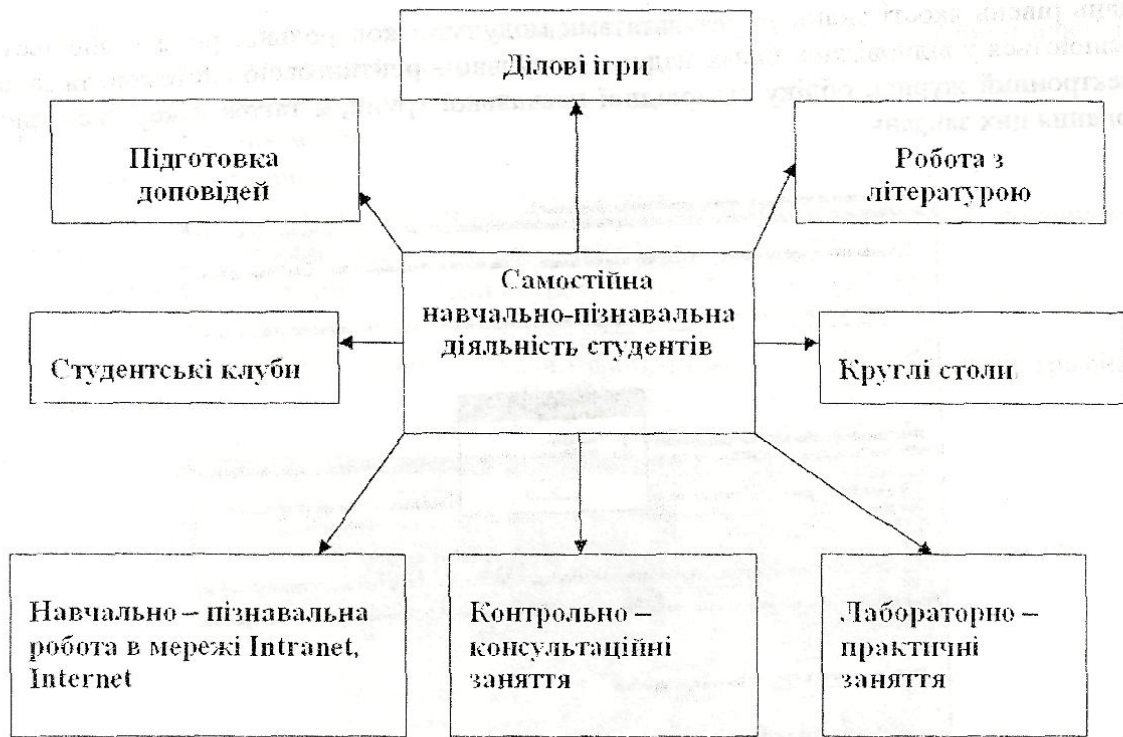 Ділові ігри
Підготовка
доповідей
Робота з
літературою
Самостійна
навчально-пізнавальна
діяльність студентів
Студентські клуби
Круглі столи
Навчально – пізнавальна
робота в мережі Intranet,
Internet
Контрольно –
консультаційні
заняття
Лабораторно –
практичні
заняття